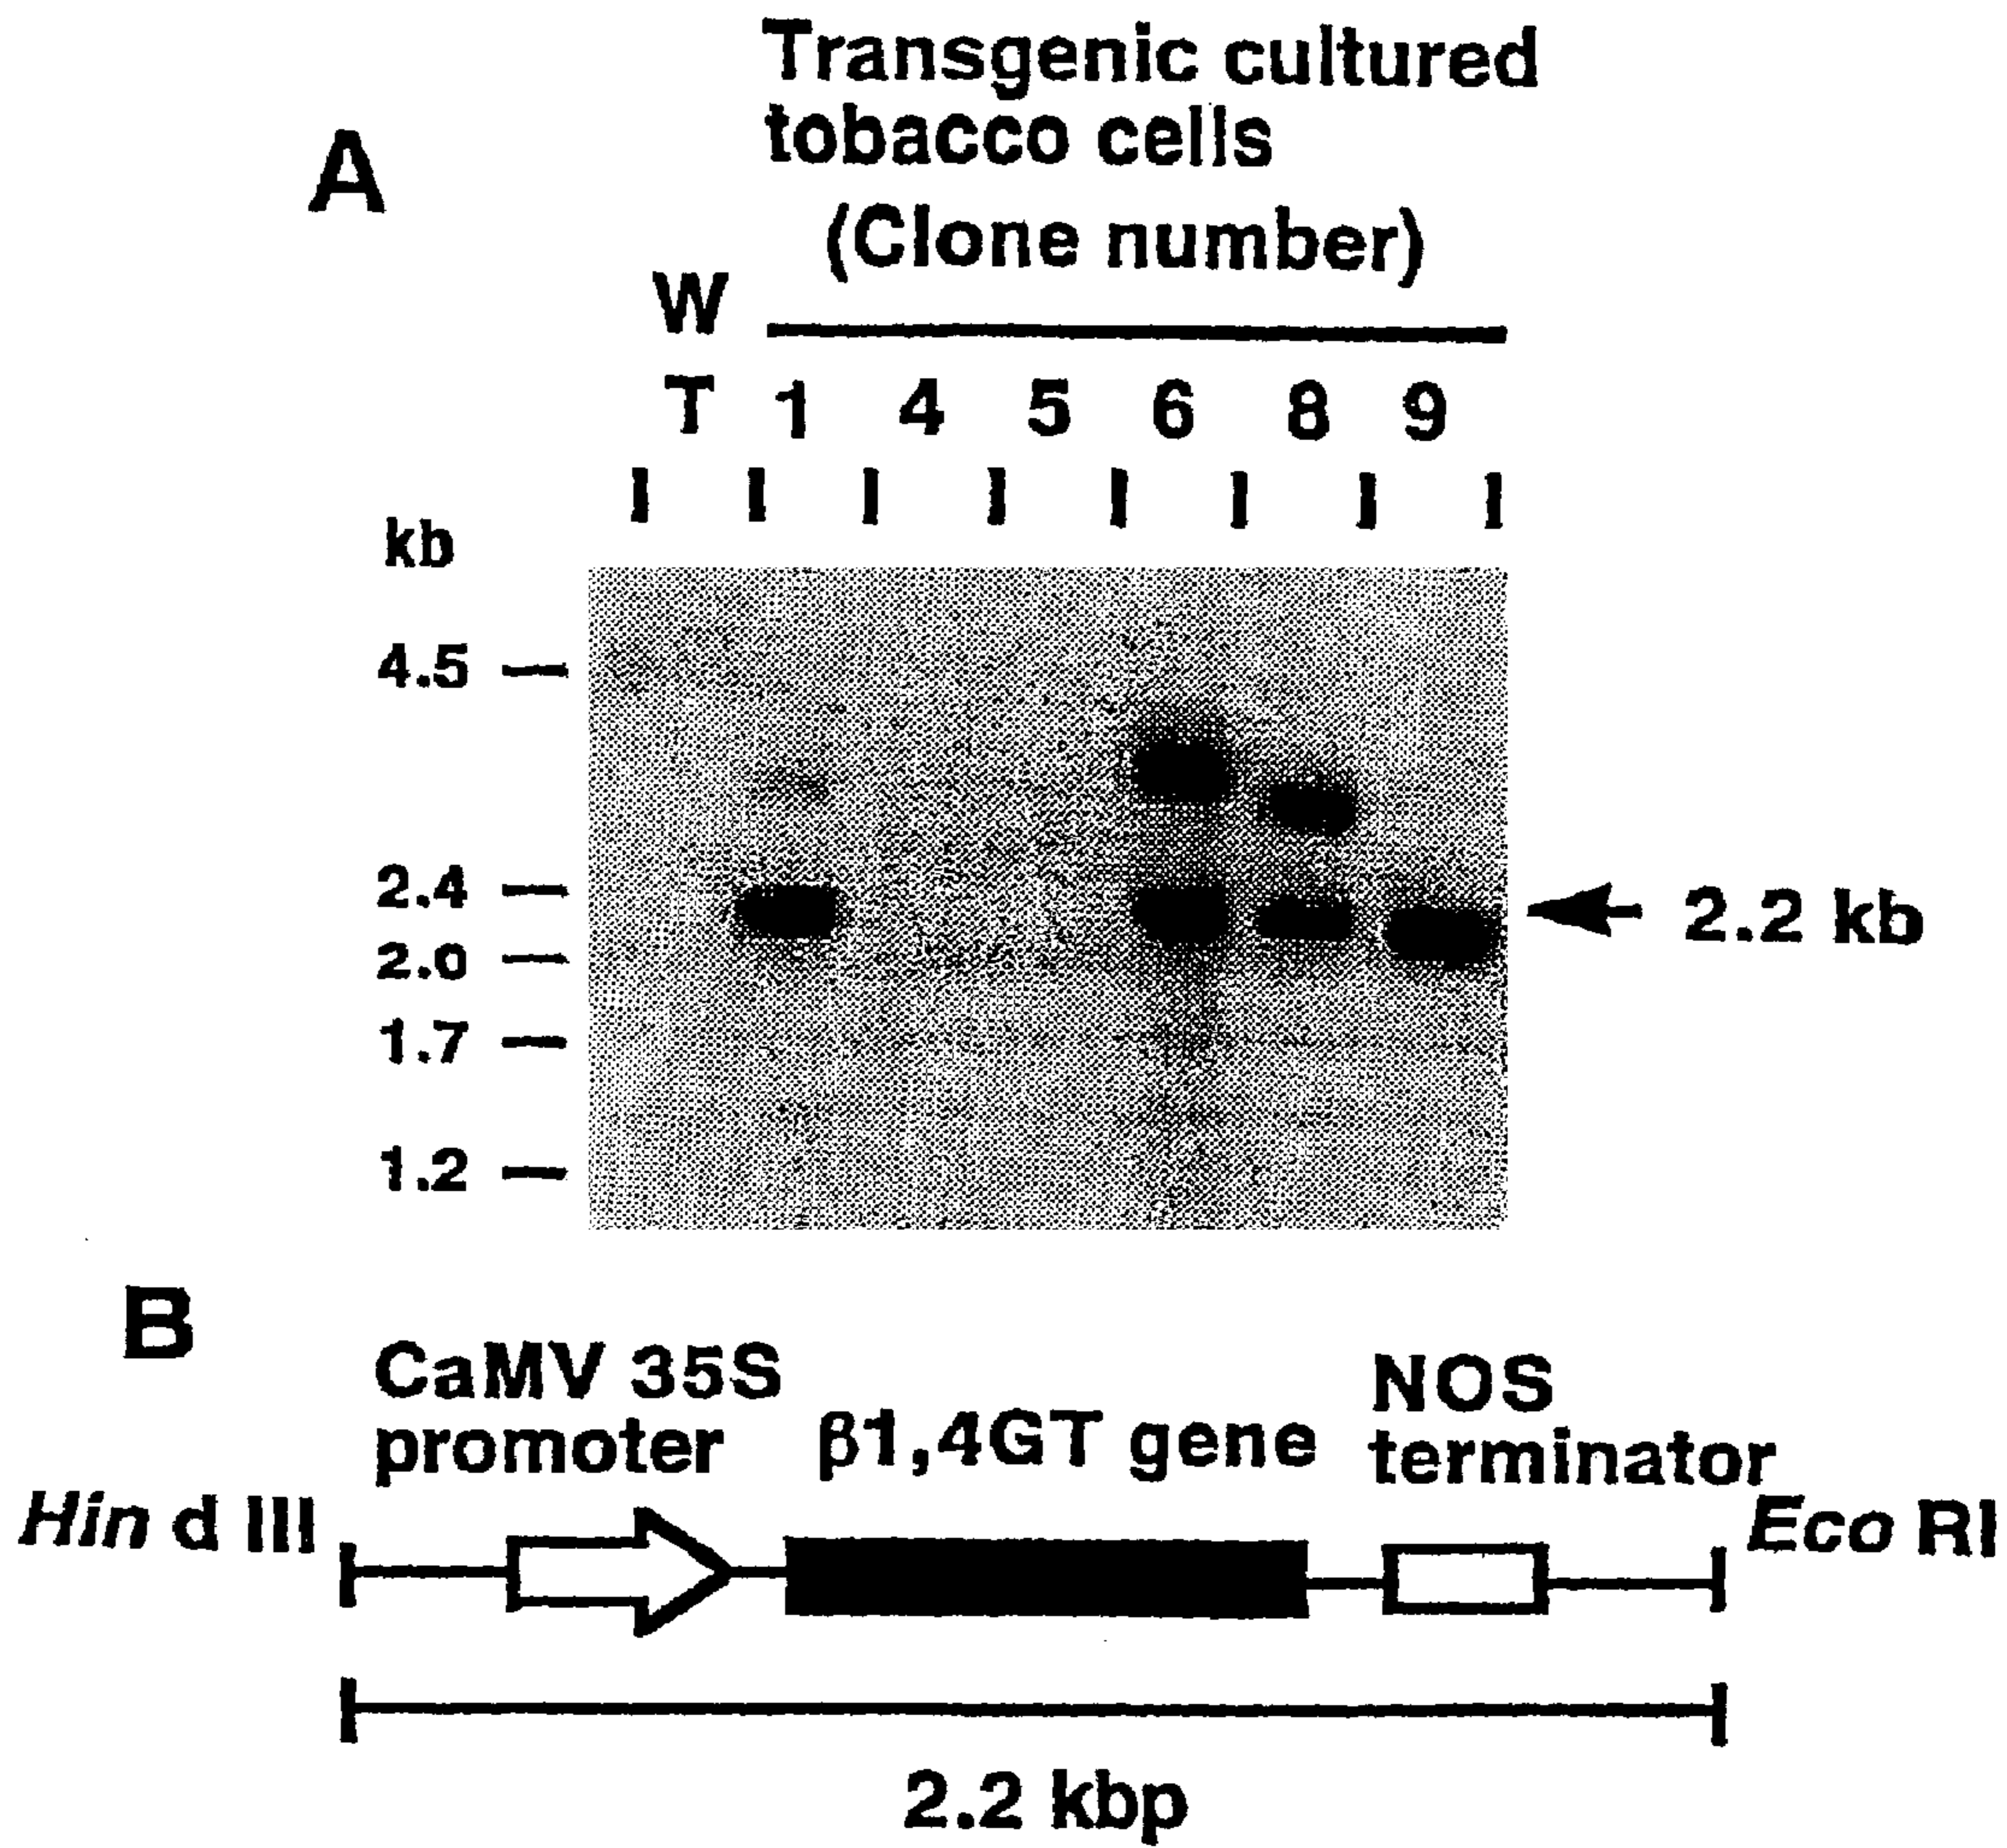 A
Transgenic cultured
tobacco cells
(Clone number)
W
T 1 4 5 6 8 9
kb
4.5
2.4
2.0
1.7
1.2
2.2 kb
B
CaMV 35S
promoter
β1,4GT gene
NOS
terminator
Hin d III
Eco RI
2.2 kbp